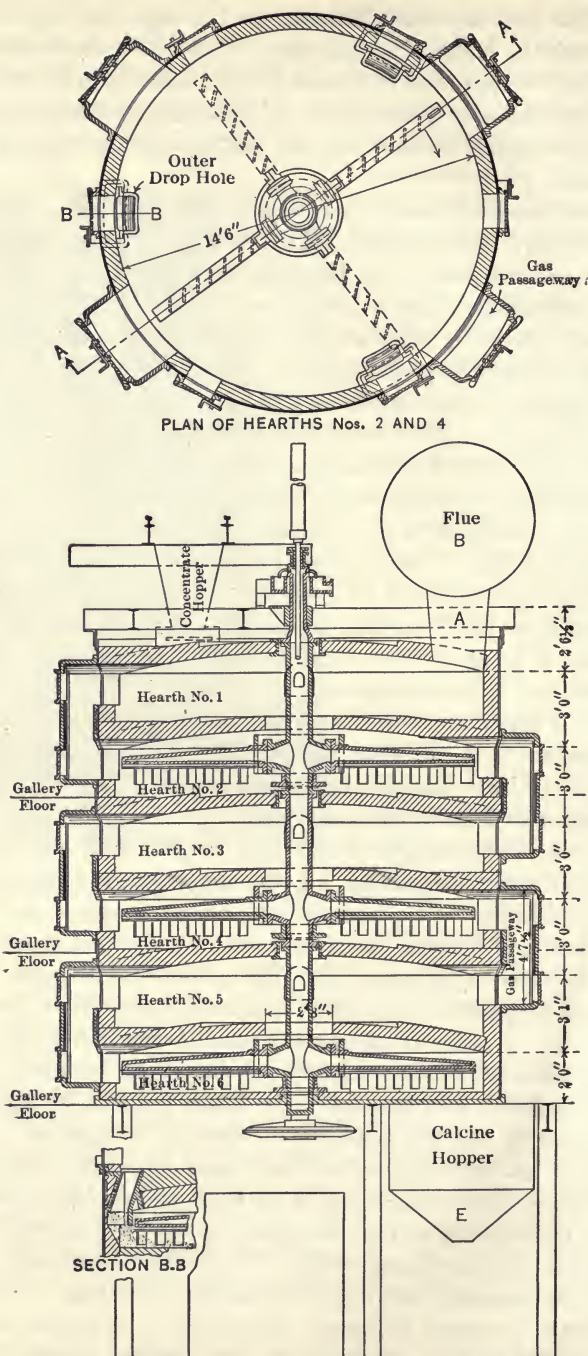 A
Outer
Drop Hole
B
B
14'6"
Gas
Passageway
A
PLAN OF HEARTHS Nos. 2 AND 4
Flue
B
Concentrate
Hopper
A
2'6½"
Hearth No.1
3'0"
Gallery
Floor
Hearth No.2
3'0"
Hearth No.3
3'0"
Gallery
Floor
Hearth No.4
Gas Passageway
4'7½"
3'0"
Hearth No.5
3'1"
Hearth No.6
2'0"
Gallery
Floor
Calcine
Hopper
E
SECTION B.B